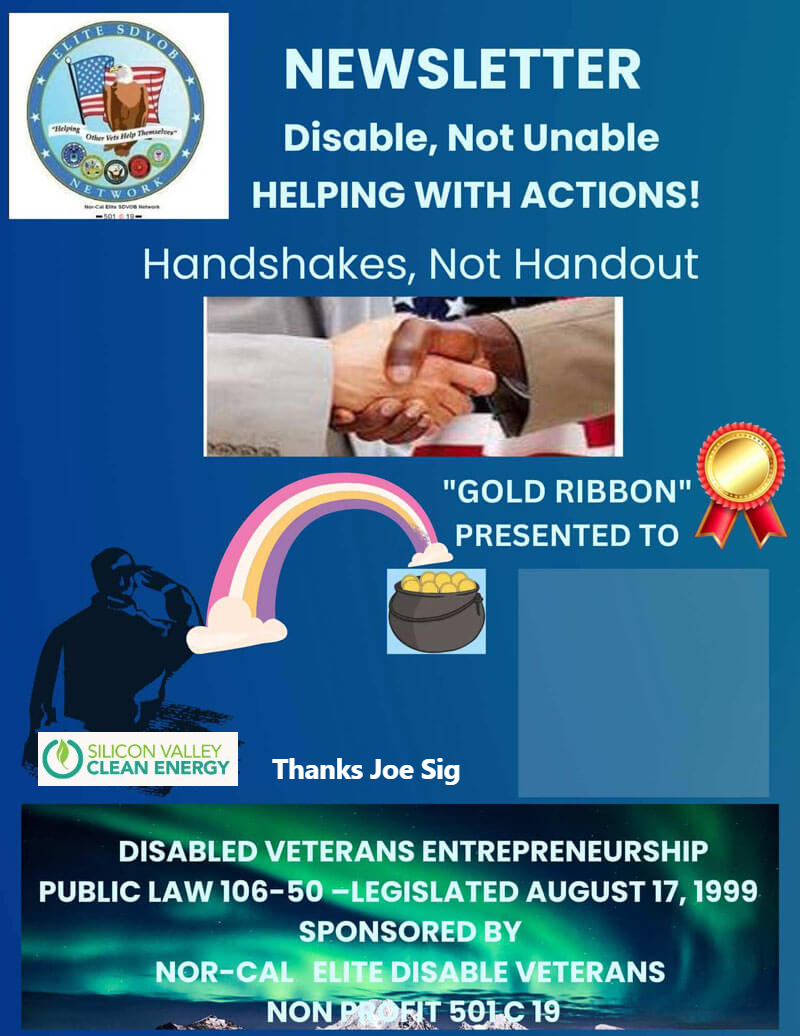 ELITE SDVOB
NEWSLETTER
Disable, Not Unable
"Helping Other Vets Help Themselves"
HELPING WITH ACTIONS!
NETWORK
Nor-Cal Elite SDVOB Network
501 C 19
Handshakes, Not Handout
"GOLD RIBBON"
PRESENTED TO
SILICON VALLEY
CLEAN ENERGY
Thanks Joe Sig
DISABLED VETERANS ENTREPRENEURSHIP
PUBLIC LAW 106-50 –LEGISLATED AUGUST 17, 1999
SPONSORED BY
NOR-CAL ELITE DISABLE VETERANS
NON PROFIT 501 C 19